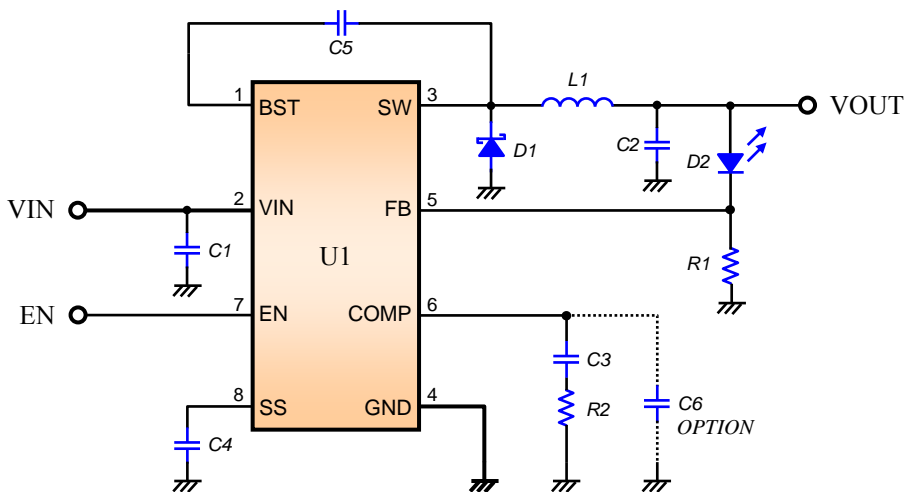 C5
1
BST
SW
3
L1
VOUT
D1
C2
D2
VIN
2
VIN
FB
5
C1
U1
R1
EN
7
EN
COMP
6
C3
R2
C6
OPTION
8
SS
GND
4
C4